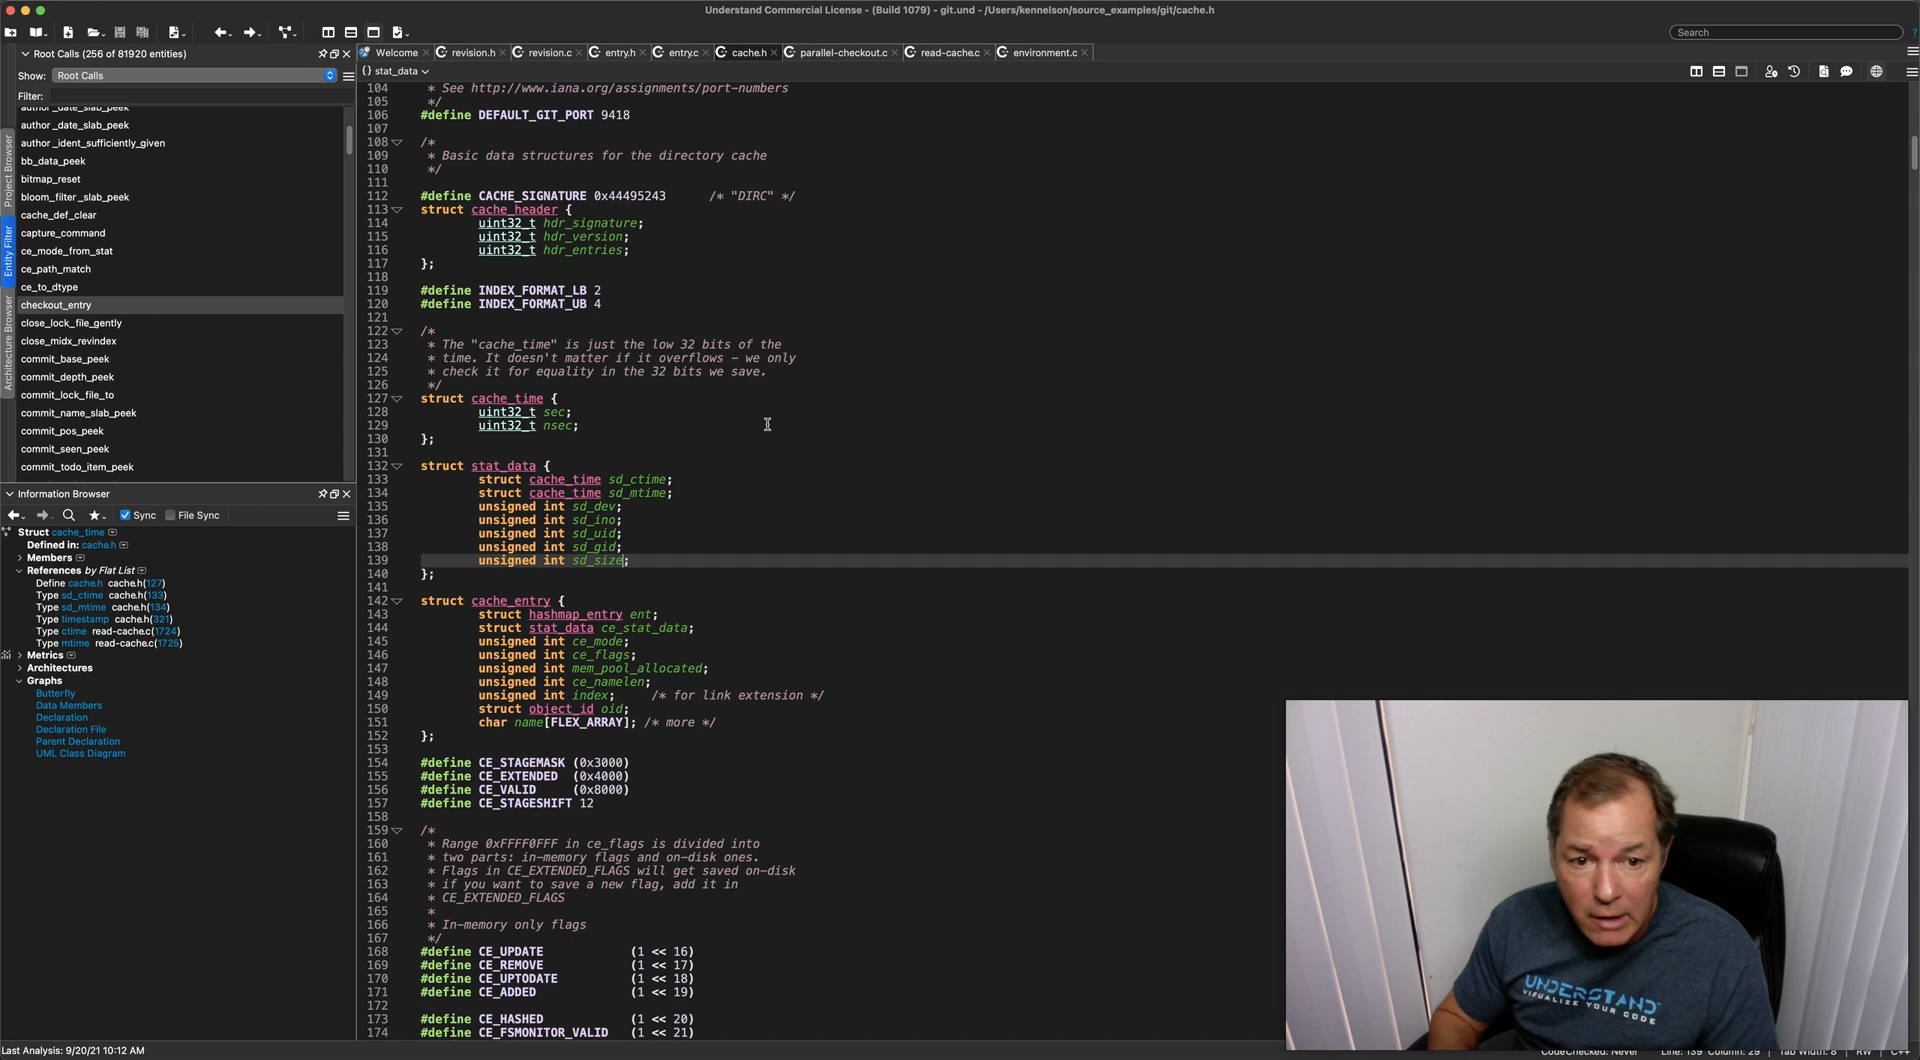 Understand Commercial License - (Build 1079) - git.und - /Users/kennelson/source_examples/git/cache.h
Search
Root Calls (256 of 81920 entities)
Show: Root Calls
Filter:
author_date_slab_peek
author_date_slab_peek
author_ident_sufficiently_given
bb_data_peek
bitmap_reset
bloom_filter_slab_peek
cache_def_clear
capture_command
ce_mode_from_stat
ce_path_match
ce_to_dtype
checkout_entry
close_lock_file_gently
close_midx_revindex
commit_base_peek
commit_depth_peek
commit_lock_file_to
commit_name_slab_peek
commit_pos_peek
commit_seen_peek
commit_todo_item_peek
Project Browser
Entity Filter
Architecture Browser
Information Browser
Sync File Sync
Struct cache_time
Defined in: cache.h
Members
References by Flat List
Define cache.h cache.h(127)
Type sd_ctime cache.h(133)
Type sd_mtime cache.h(134)
Type timestamp cache.h(321)
Type ctime read-cache.c(1724)
Type mtime read-cache.c(1725)
Metrics
Architectures
Graphs
Butterfly
Data Members
Declaration
Declaration File
Parent Declaration
UML Class Diagram
Welcome revision.h revision.c entry.h entry.c cache.h parallel-checkout.c read-cache.c environment.c
{} stat_data
104 * See http://www.iana.org/assignments/port-numbers
105 */
106 #define DEFAULT_GIT_PORT 9418
107
108 /*
109 * Basic data structures for the directory cache
110 */
111
112 #define CACHE_SIGNATURE 0x44495243 /* "DIRC" */
113 struct cache_header {
114 uint32_t hdr_signature;
115 uint32_t hdr_version;
116 uint32_t hdr_entries;
117 };
118
119 #define INDEX_FORMAT_LB 2
120 #define INDEX_FORMAT_UB 4
121
122 /*
123 * The "cache_time" is just the low 32 bits of the
124 * time. It doesn't matter if it overflows - we only
125 * check it for equality in the 32 bits we save.
126 */
127 struct cache_time {
128 uint32_t sec;
129 uint32_t nsec;
130 };
131
132 struct stat_data {
133 struct cache_time sd_ctime;
134 struct cache_time sd_mtime;
135 unsigned int sd_dev;
136 unsigned int sd_ino;
137 unsigned int sd_uid;
138 unsigned int sd_gid;
139 unsigned int sd_size;
140 };
141
142 struct cache_entry {
143 struct hashmap_entry ent;
144 struct stat_data ce_stat_data;
145 unsigned int ce_mode;
146 unsigned int ce_flags;
147 unsigned int mem_pool_allocated;
148 unsigned int ce_namelen;
149 unsigned int index; /* for link extension */
150 struct object_id oid;
151 char name[FLEX_ARRAY]; /* more */
152 };
153
154 #define CE_STAGEMASK (0x3000)
155 #define CE_EXTENDED (0x4000)
156 #define CE_VALID (0x8000)
157 #define CE_STAGESHIFT 12
158
159 /*
160 * Range 0xFFFF0FFF in ce_flags is divided into
161 * two parts: in-memory flags and on-disk ones.
162 * Flags in CE_EXTENDED_FLAGS will get saved on-disk
163 * if you want to save a new flag, add it in
164 * CE_EXTENDED_FLAGS
165 *
166 * In-memory only flags
167 */
168 #define CE_UPDATE (1 << 16)
169 #define CE_REMOVE (1 << 17)
170 #define CE_UPTODATE (1 << 18)
171 #define CE_ADDED (1 << 19)
172
173 #define CE_HASHED (1 << 20)
174 #define CE_FSMONITOR_VALID (1 << 21)
UNDERSTAND
VISUALIZE YOUR CODE
Last Analysis: 9/20/21 10:12 AM
CodeChecked: Never Line: 139 Column: 29 Tab Width: 8 RW C++